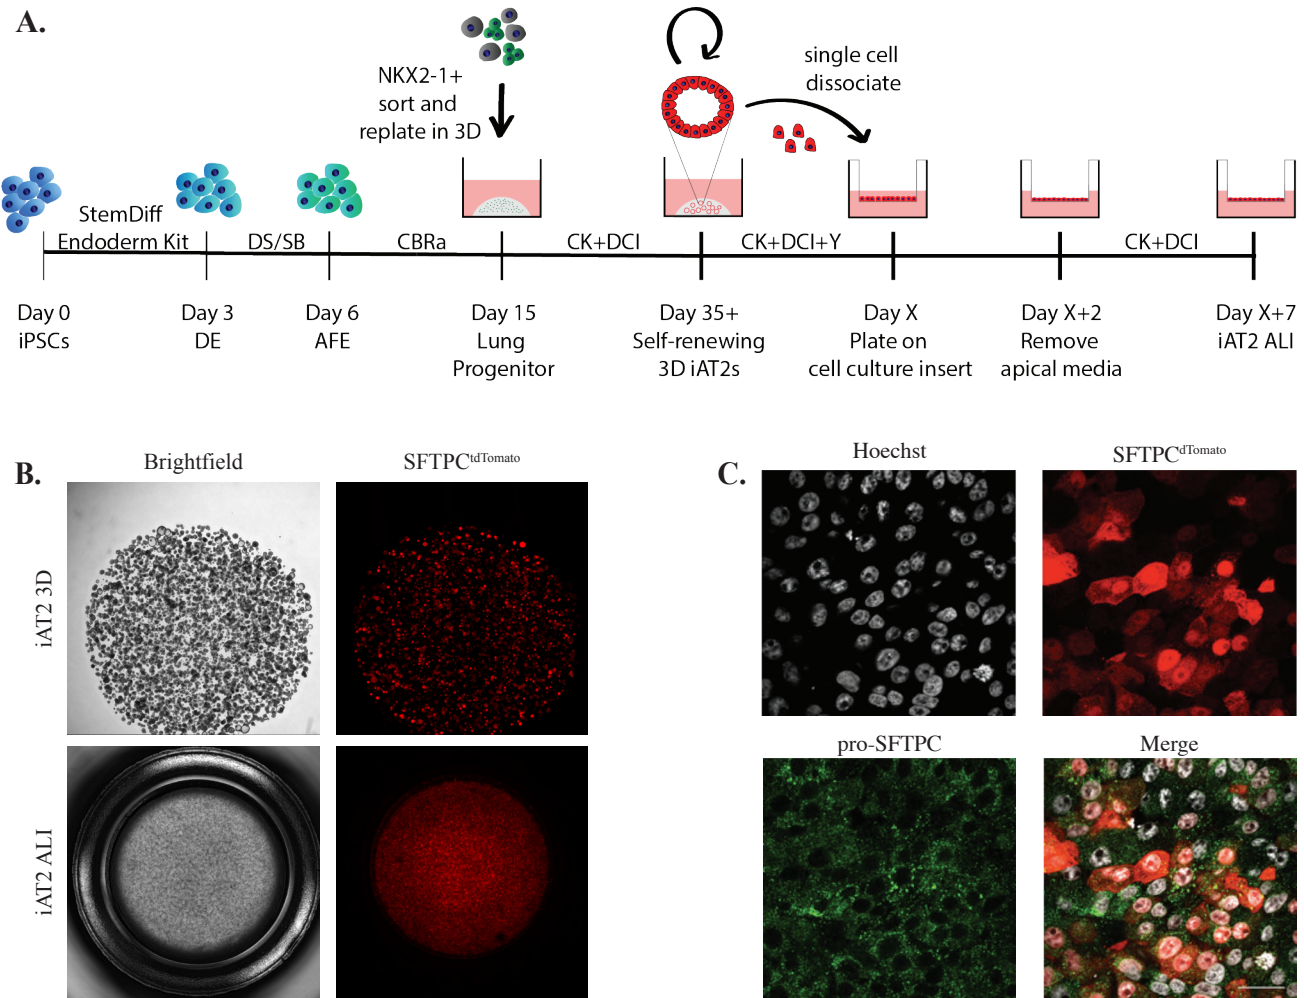 A.
NKX2-1+
sort and
replate in 3D
single cell
dissociate
StemDiff
Endoderm Kit
DS/SB
CBRa
CK+DCI
CK+DCI+Y
CK+DCI
Day 0
iPSCs
Day 3
DE
Day 6
AFE
Day 15
Lung
Progenitor
Day 35+
Self-renewing
3D iAT2s
Day X
Plate on
cell culture insert
Day X+2
Remove
apical media
Day X+7
iAT2 ALI
B.
Brightfield
SFTPCtdTomato
iAT2 3D
iAT2 ALI
C.
Hoechst
SFTPCdTomato
pro-SFTPC
Merge